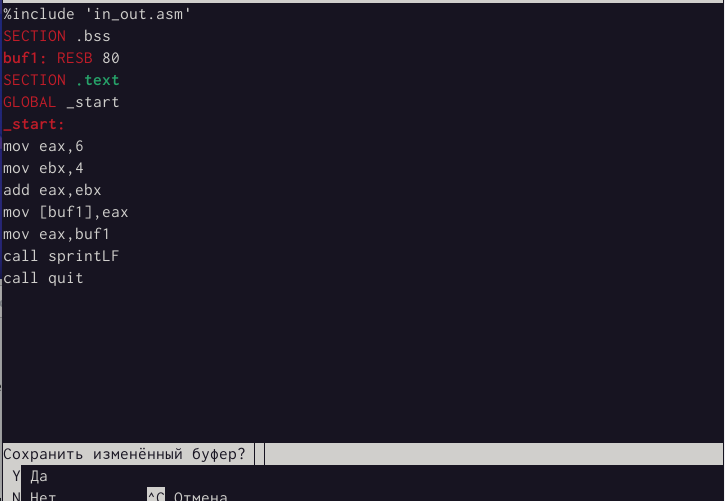 %include 'in_out.asm'
SECTION .bss
buf1: RESB 80
SECTION .text
GLOBAL _start
_start:
mov eax,6
mov ebx,4
add eax,ebx
mov [buf1],eax
mov eax,buf1
call sprintLF
call quit
Сохранить изменённый буфер?
Y Да
N Нет ^C Отмена